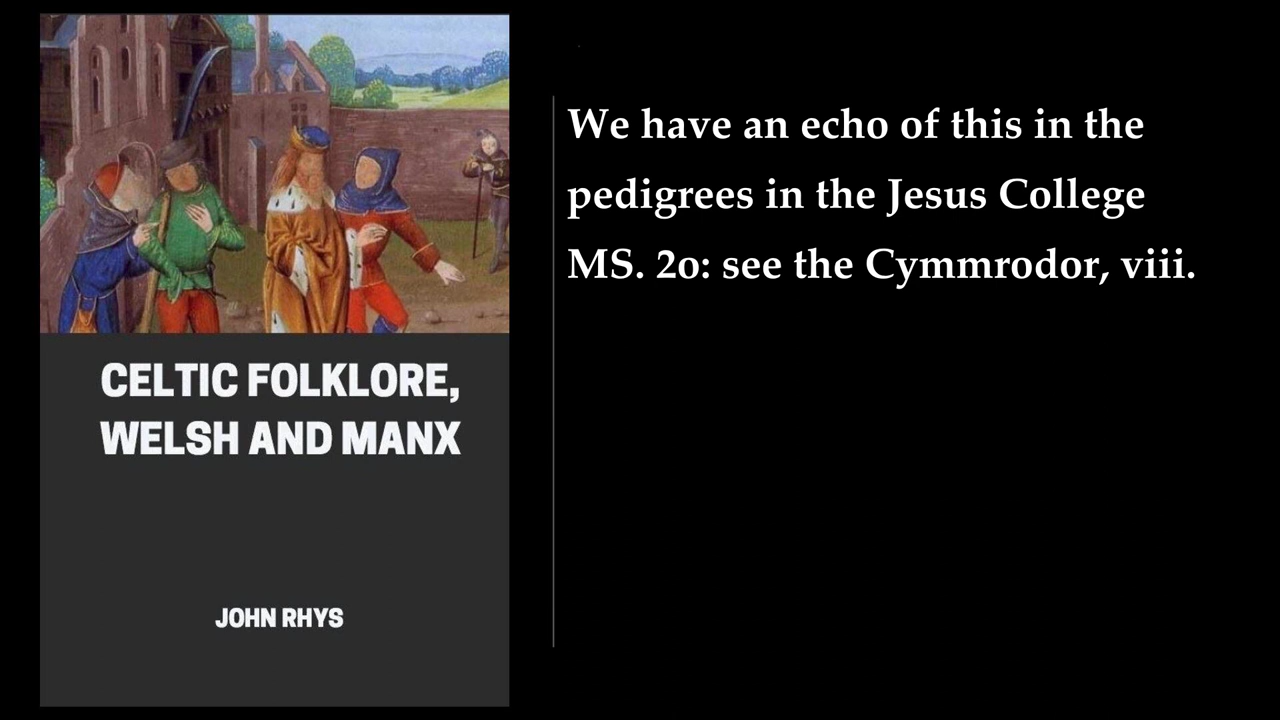 CELTIC FOLKLORE,
WELSH AND MANX
JOHN RHYS
We have an echo of this in the
pedigrees in the Jesus College
MS. 2o: see the Cymmrodor, viii.